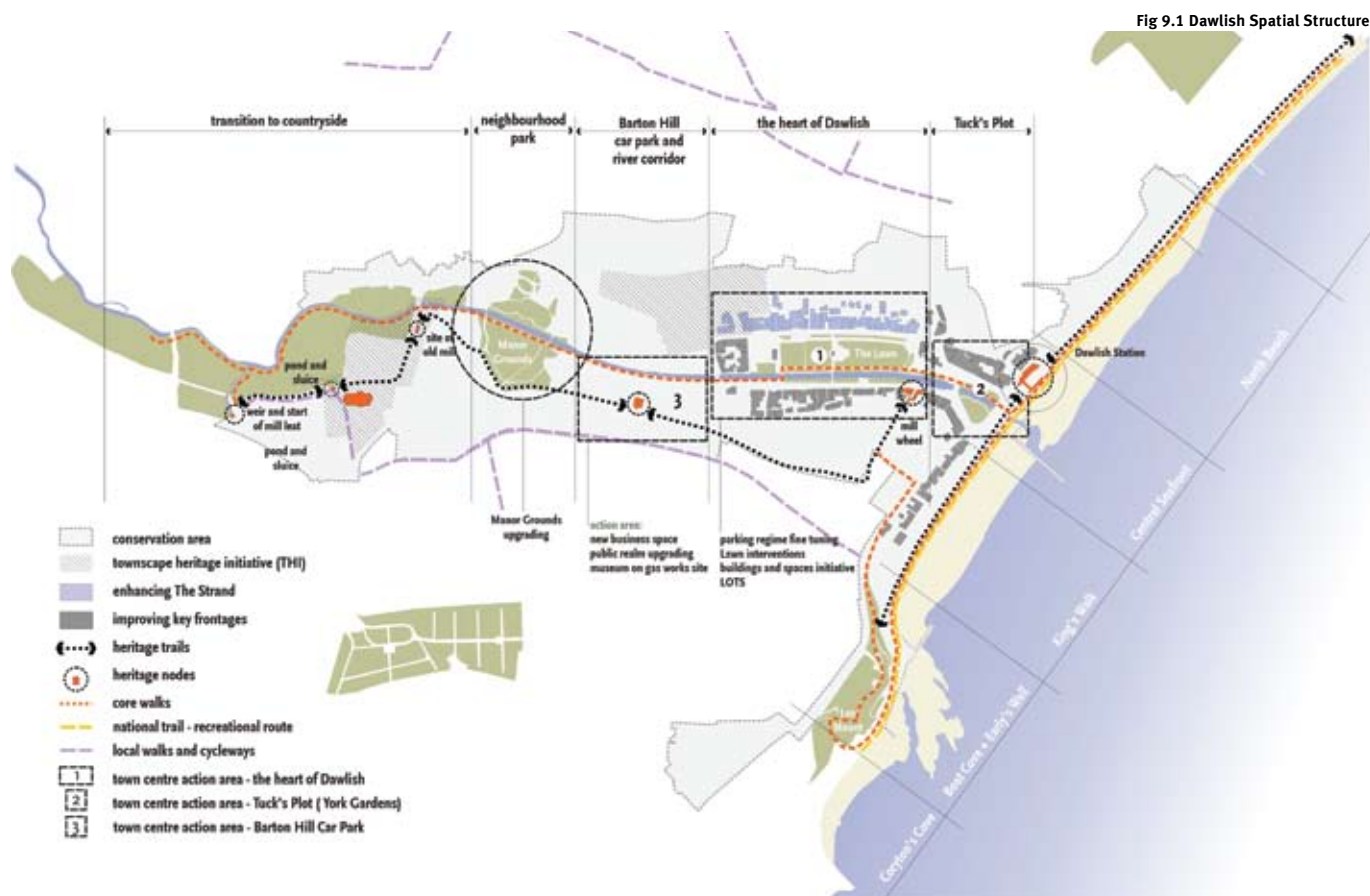 Fig 9.1 Dawlish Spatial Structure
transition to countryside
neighbourhood
park
Barton Hill
car park and
river corridor
the heart of Dawlish
Tuck's Plot
site of
old mill
Manor
Grounds
pond and
sluice
weir and start
of mill leat
pond and
sluice
3
1
The Lawn
2
mill
wheel
Dawlish Station
North Beach
Central Seafront
King's Walk
Boat Cove + Early's Wall
Coryton's Cove
Lea
Mount
Manor Grounds
upgrading
action area:
new business space
public realm upgrading
museum on gas works site
parking regime fine tuning
Lawn interventions
buildings and spaces initiative
LOTS
conservation area
townscape heritage initiative (THI)
enhancing The Strand
improving key frontages
heritage trails
heritage nodes
core walks
national trail - recreational route
local walks and cycleways
1 town centre action area - the heart of Dawlish
2 town centre action area - Tuck's Plot ( York Gardens)
3 town centre action area - Barton Hill Car Park